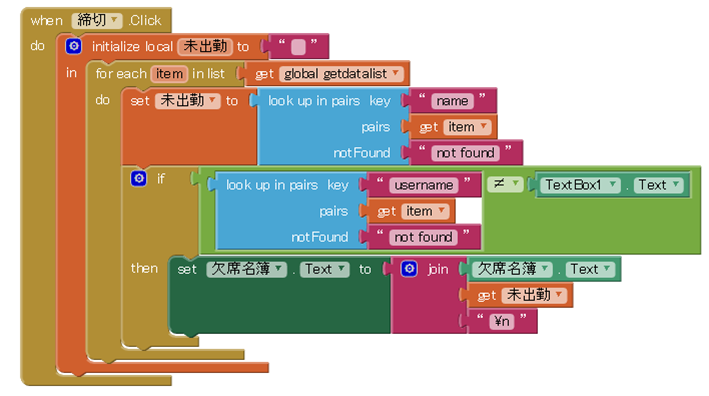 when 締切 .Click
do initialize local 未出勤 to “ ”
in for each item in list get global getdatalist
do set 未出勤 to look up in pairs key “ name ”
pairs get item
notFound “ not found ”
if look up in pairs key “ username ” ≠ TextBox1 . Text
pairs get item
notFound “ not found ”
then set 欠席名簿 . Text to join 欠席名簿 . Text
get 未出勤
“ ¥n ”